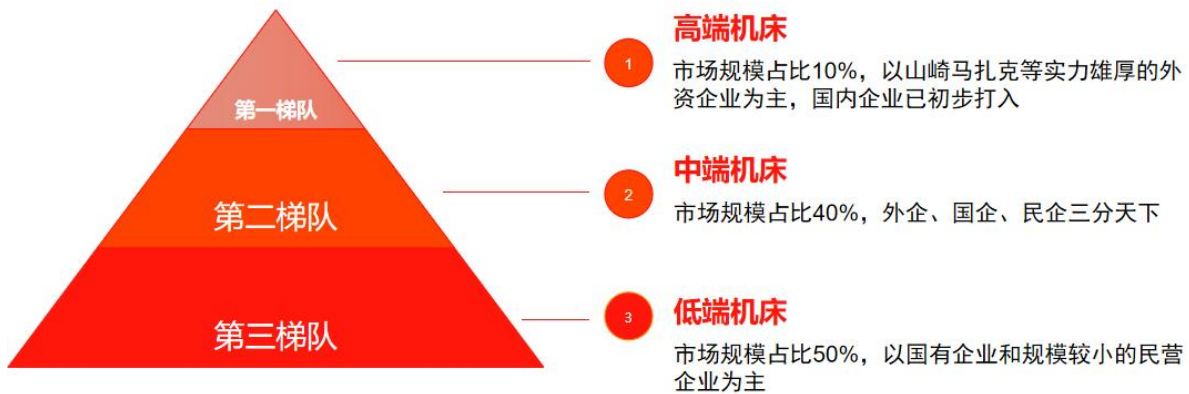 第一梯队
第二梯队
第三梯队
1
高端机床
市场规模占比10%，以山崎马扎克等实力雄厚的外
资企业为主，国内企业已初步打入
2
中端机床
市场规模占比40%，外企、国企、民企三分天下
3
低端机床
市场规模占比50%，以国有企业和规模较小的民营
企业为主